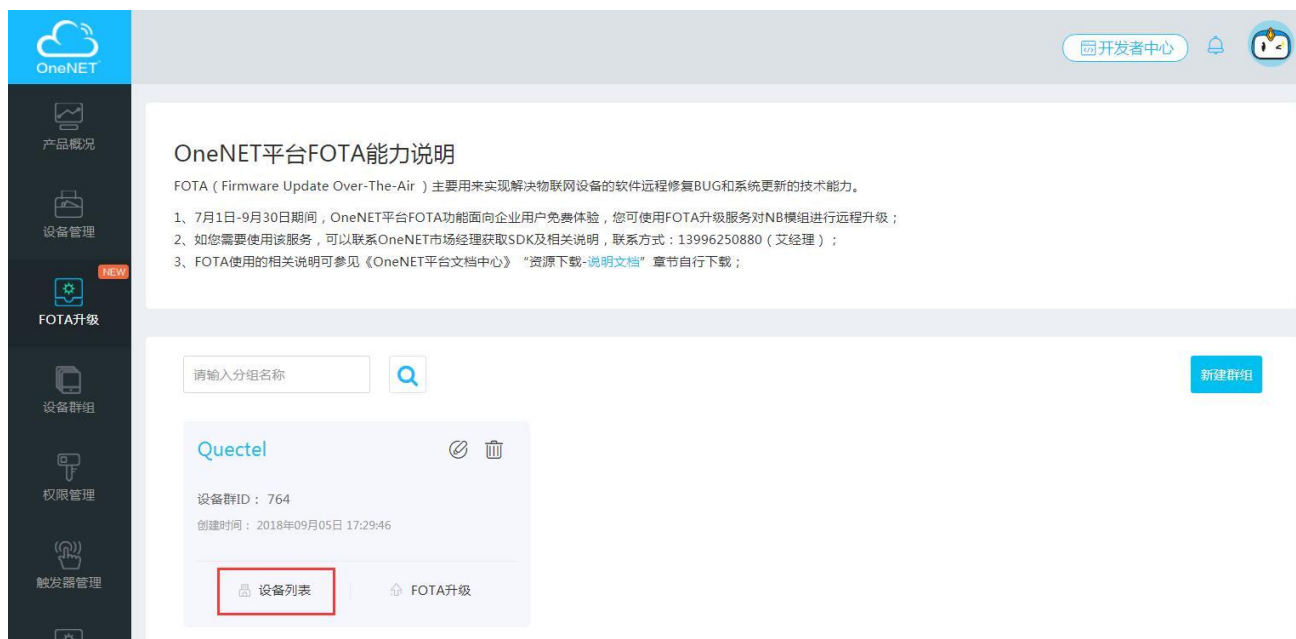 OneNET
开发者中心
产品概况
设备管理
NEW
FOTA升级
设备群组
权限管理
触发器管理
OneNET平台FOTA能力说明
FOTA（Firmware Update Over-The-Air ）主要用来实现解决物联网设备的软件远程修复BUG和系统更新的技术能力。
1、7月1日-9月30日期间，OneNET平台FOTA功能面向企业用户免费体验，您可使用FOTA升级服务对NB模组进行远程升级；
2、如您需要使用该服务，可以联系OneNET市场经理获取SDK及相关说明，联系方式：13996250880（艾经理）；
3、FOTA使用的相关说明可参见《OneNET平台文档中心》“资源下载-说明文档”章节自行下载；
请输入分组名称
新建群组
Quectel
设备群ID： 764
创建时间： 2018年09月05日 17:29:46
设备列表
FOTA升级